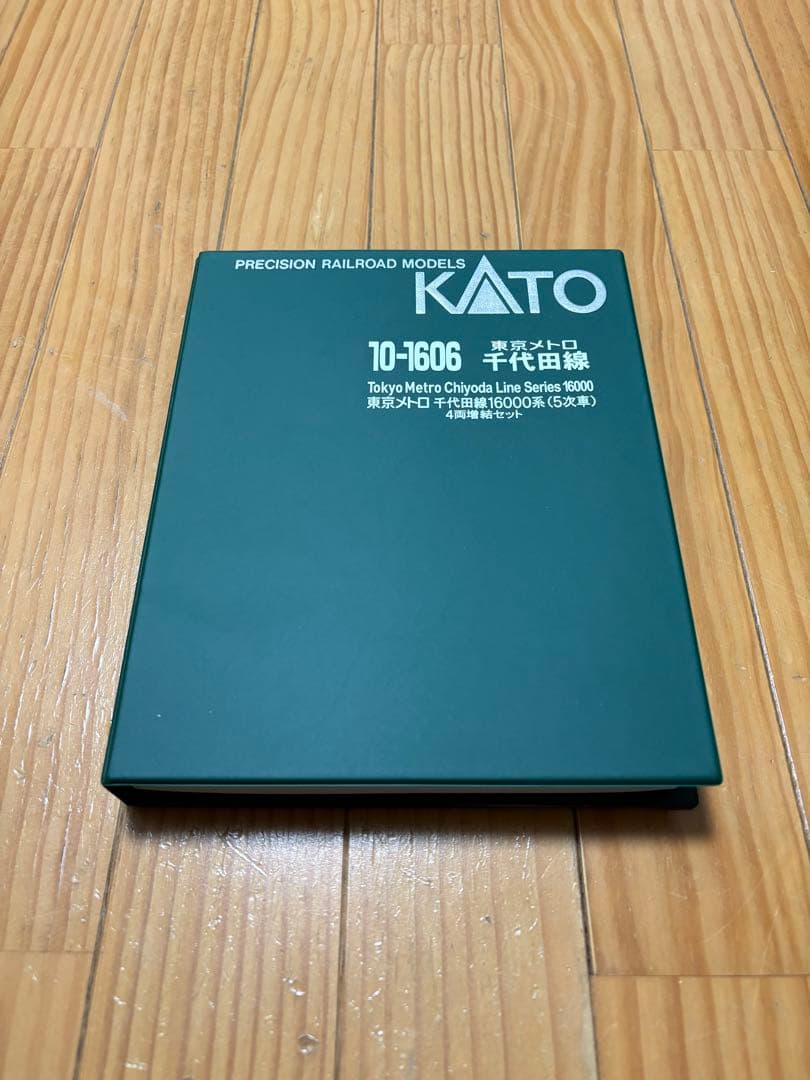 PRECISION RAILROAD MODELS
KATO
10-1606 東京メトロ 千代田線
Tokyo Metro Chiyoda Line Series 16000
東京メトロ 千代田線16000系(5次車)
4両増結セット